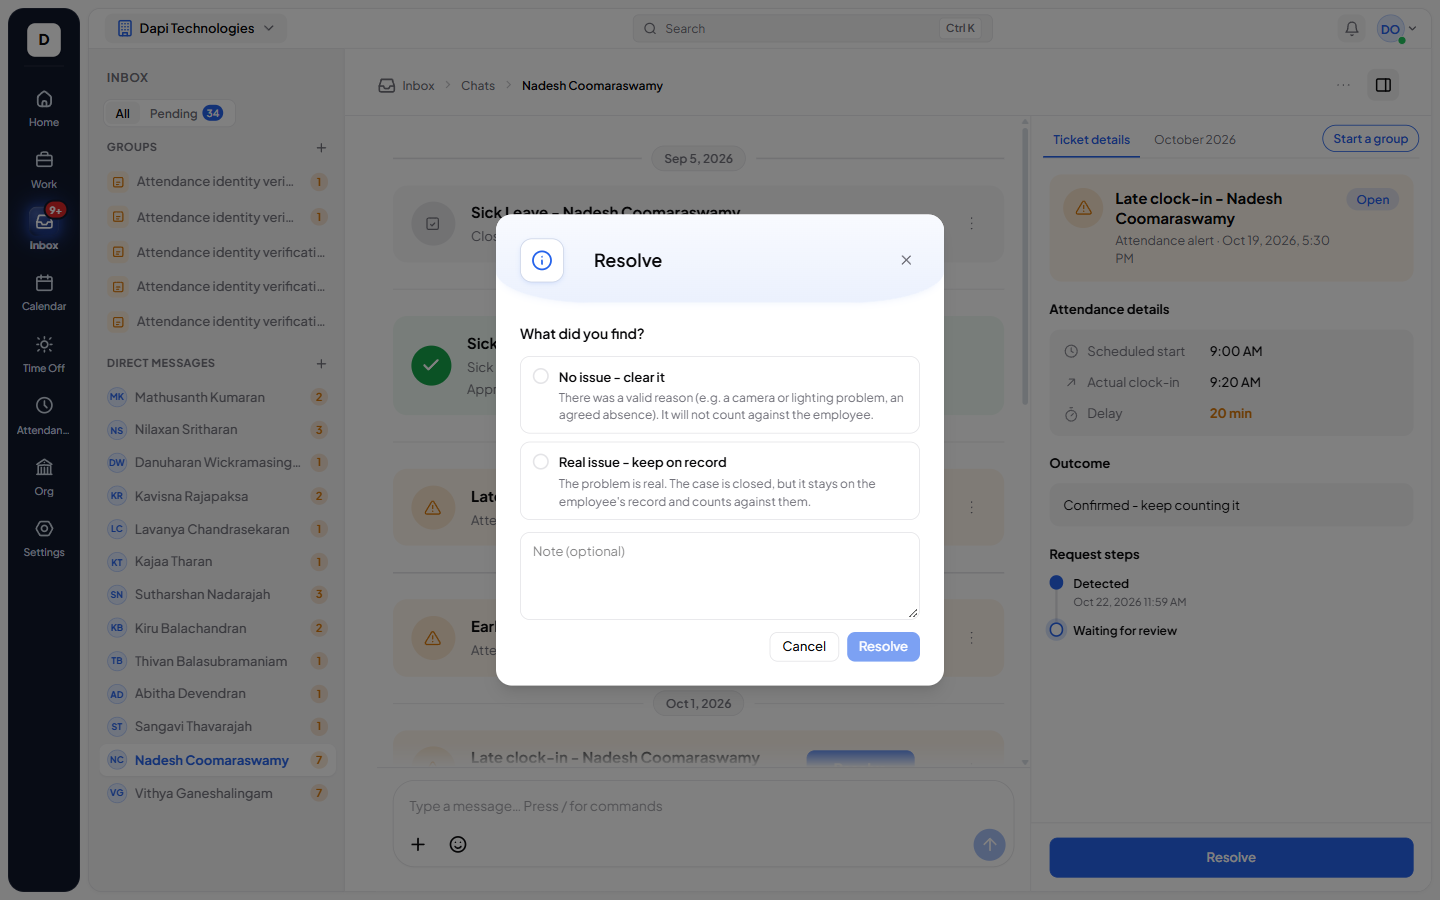 D
Dapi Technologies
Search
Ctrl K
DO
Home
Work
9+
Inbox
Calendar
Time Off
Attendan...
Org
Settings
INBOX
All
Pending 34
GROUPS
Attendance identity veri... 1
Attendance identity veri... 1
Attendance identity verificati...
Attendance identity verificati...
Attendance identity verificati...
DIRECT MESSAGES
MK Mathusanth Kumaran 2
NS Nilaxan Sritharan 3
DW Danuharan Wickramasing... 1
KR Kavisna Rajapaksa 2
LC Lavanya Chandrasekaran 1
KT Kajaa Tharan 1
SN Sutharshan Nadarajah 3
KB Kiru Balachandran 2
TB Thivan Balasubramaniam 1
AD Abitha Devendran 1
ST Sangavi Thavarajah 1
NC Nadesh Coomaraswamy 7
VG Vithya Ganeshalingam 7
Inbox > Chats > Nadesh Coomaraswamy
Sep 5, 2026
Sick Leave - Nadesh Coomaraswamy
Clos
Sick
Sick
Appr
Late
Atte
Earl
Atte
Oct 1, 2026
Late clock-in - Nadesh Coomaraswamy
Type a message... Press / for commands
Resolve
What did you find?
No issue - clear it
There was a valid reason (e.g. a camera or lighting problem, an
agreed absence). It will not count against the employee.
Real issue - keep on record
The problem is real. The case is closed, but it stays on the
employee's record and counts against them.
Note (optional)
Cancel
Resolve
Ticket details
October 2026
Start a group
Late clock-in - Nadesh
Coomaraswamy
Open
Attendance alert · Oct 19, 2026, 5:30
PM
Attendance details
Scheduled start 9:00 AM
Actual clock-in 9:20 AM
Delay 20 min
Outcome
Confirmed - keep counting it
Request steps
Detected
Oct 22, 2026 11:59 AM
Waiting for review
Resolve